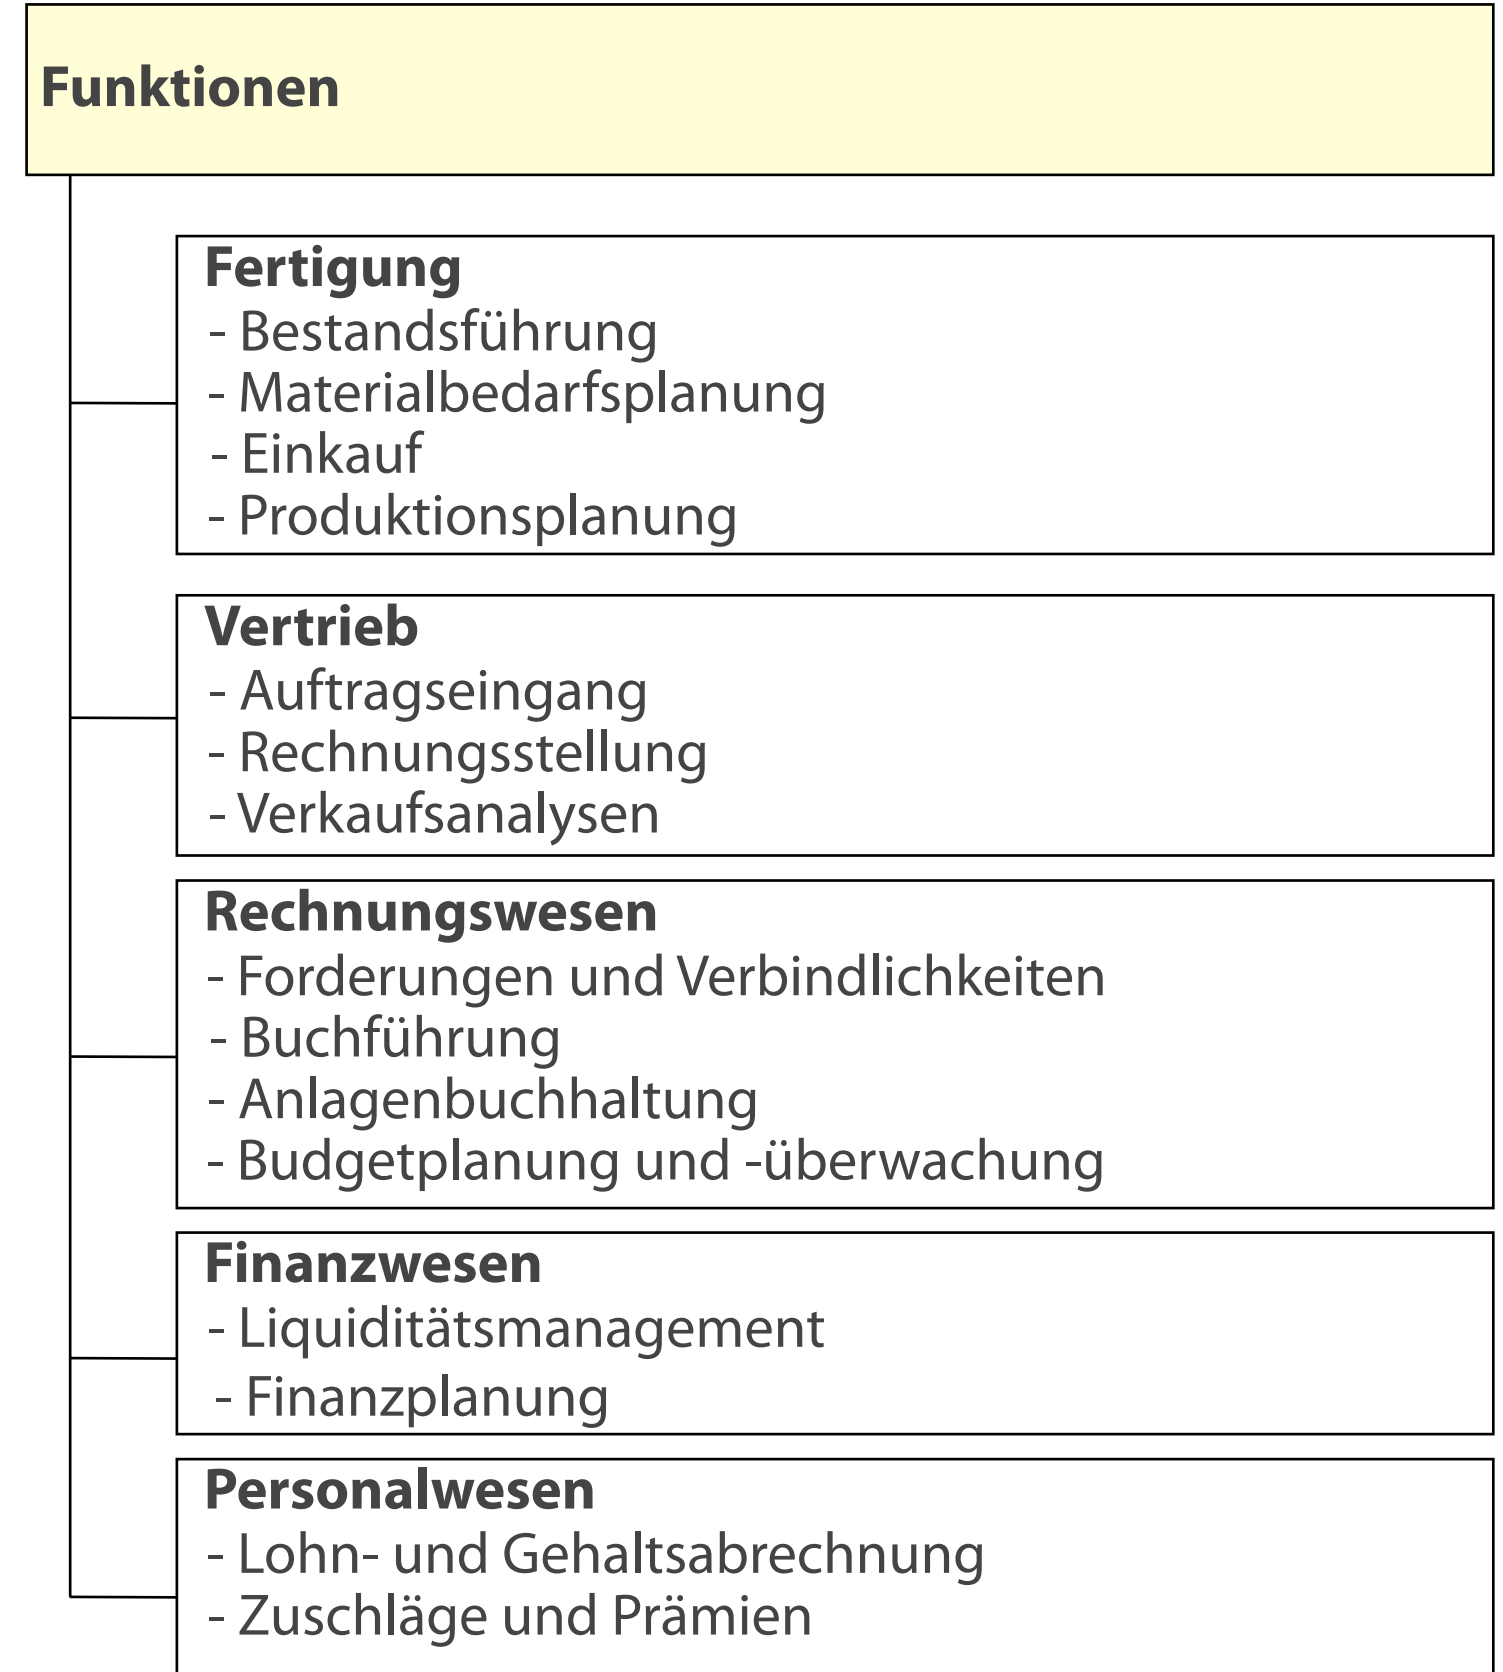 Funktionen
Fertigung
- Bestandsführung
- Materialbedarfsplanung
- Einkauf
- Produktionsplanung
Vertrieb
- Auftragseingang
- Rechnungsstellung
- Verkaufsanalysen
Rechnungswesen
- Forderungen und Verbindlichkeiten
- Buchführung
- Anlagenbuchhaltung
- Budgetplanung und -überwachung
Finanzwesen
- Liquiditätsmanagement
- Finanzplanung
Personalwesen
- Lohn- und Gehaltsabrechnung
- Zuschläge und Prämien